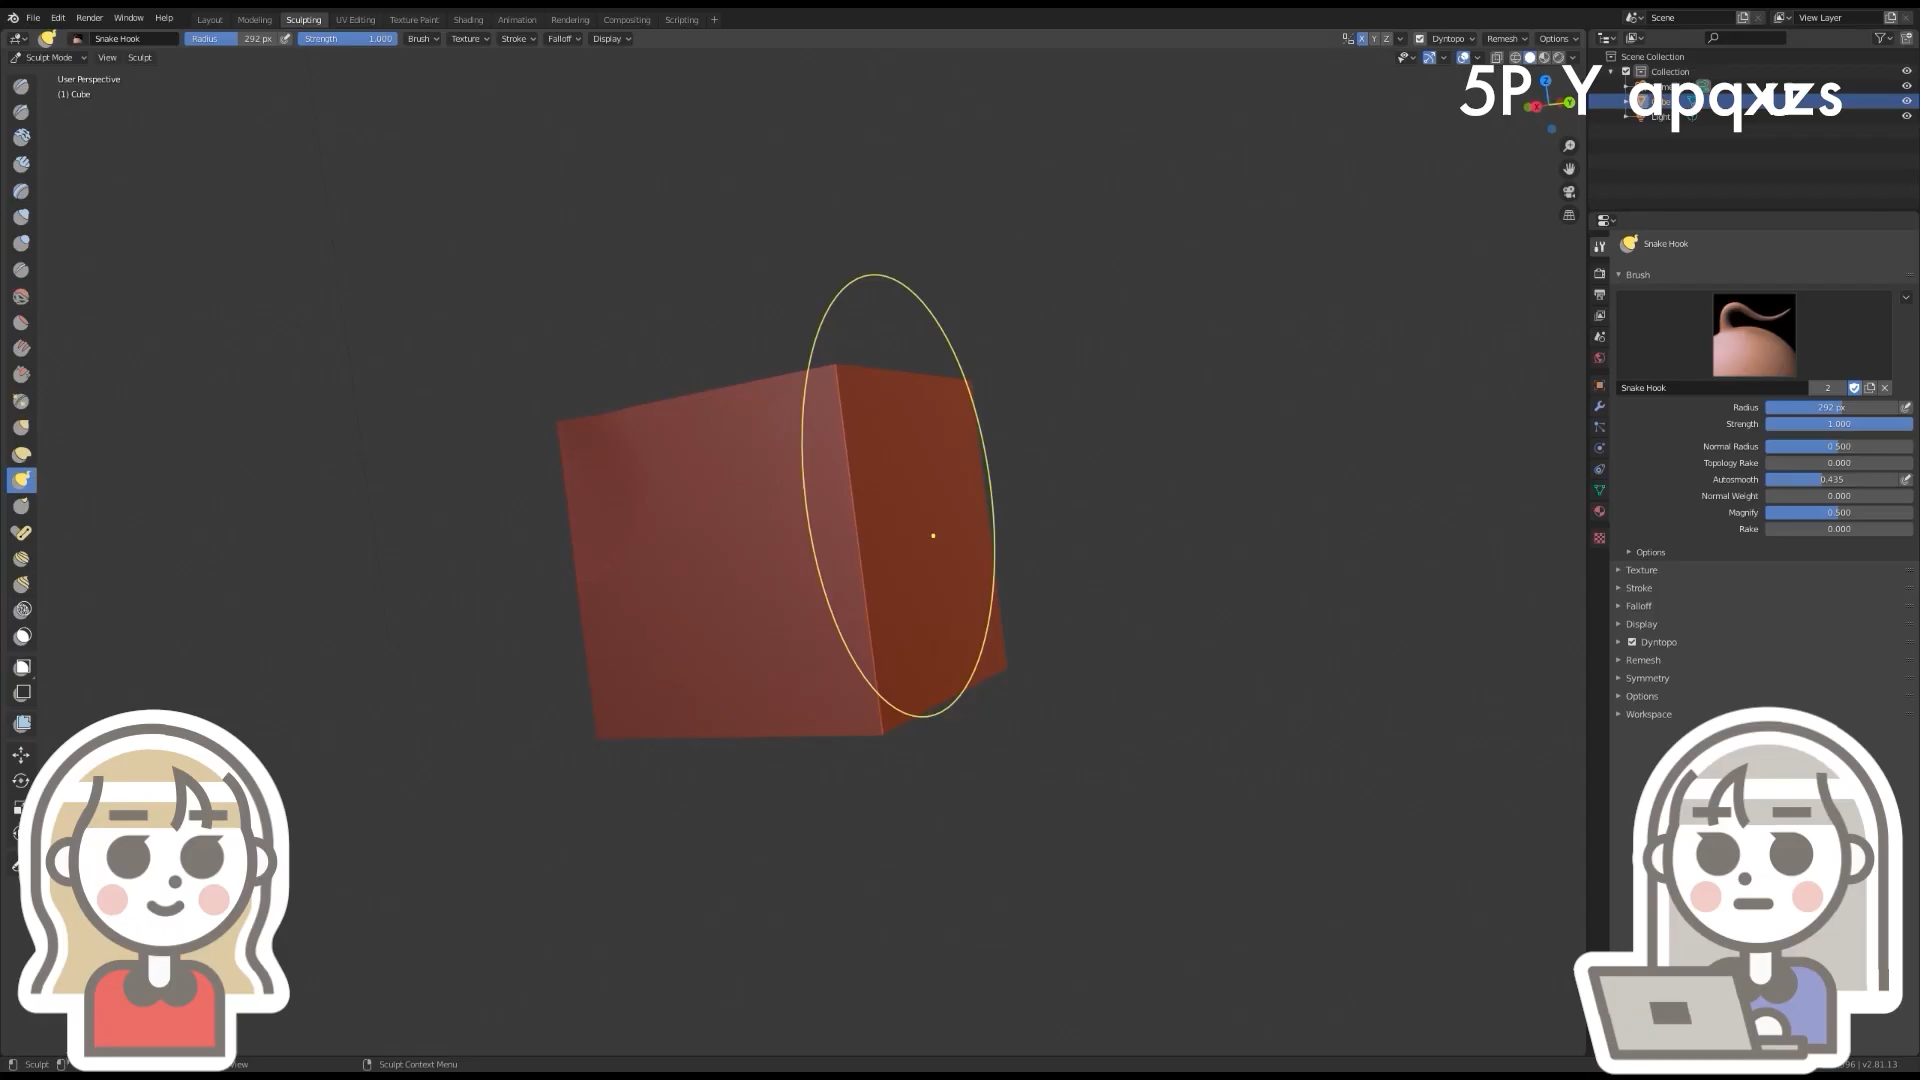 File Edit Render Window Help Layout Modeling Sculpting UV Editing Texture Paint Shading Animation Rendering Compositing Scripting + Scene View Layer
Snake Hook Radius 292 px Strength 1.000 Brush Texture Stroke Falloff Display X Y Z Dyntopo Remesh Options
Sculpt Mode View Sculpt
User Perspective
(1) Cube
Scene Collection
Collection
5P Y
Light
Snake Hook
Brush
Snake Hook 2
Radius 292 px
Strength 1.000
Normal Radius 0.500
Topology Rake 0.000
Autosmooth 0.435
Normal Weight 0.000
Magnify 0.500
Rake 0.000
Options
Texture
Stroke
Falloff
Display
Dyntopo
Remesh
Symmetry
Options
Workspace
Sculpt Sculpt Context Menu v2.81.13